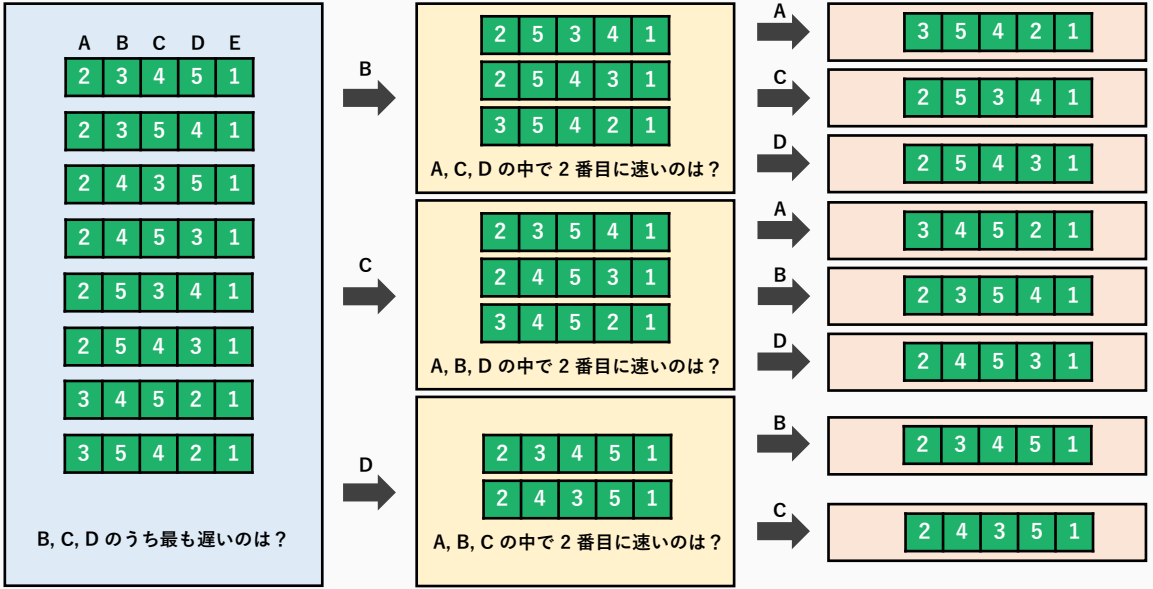 A B C D E
2 3 4 5 1
2 3 5 4 1
2 4 3 5 1
2 4 5 3 1
2 5 3 4 1
2 5 4 3 1
3 4 5 2 1
3 5 4 2 1
B, C, D のうち最も遅いのは？
B
2 5 3 4 1
2 5 4 3 1
3 5 4 2 1
A, C, D の中で 2 番目に速いのは？
A
3 5 4 2 1
C
2 5 3 4 1
D
2 5 4 3 1
C
2 3 5 4 1
2 4 5 3 1
3 4 5 2 1
A, B, D の中で 2 番目に速いのは？
A
3 4 5 2 1
B
2 3 5 4 1
D
2 4 5 3 1
D
2 3 4 5 1
2 4 3 5 1
A, B, C の中で 2 番目に速いのは？
B
2 3 4 5 1
C
2 4 3 5 1